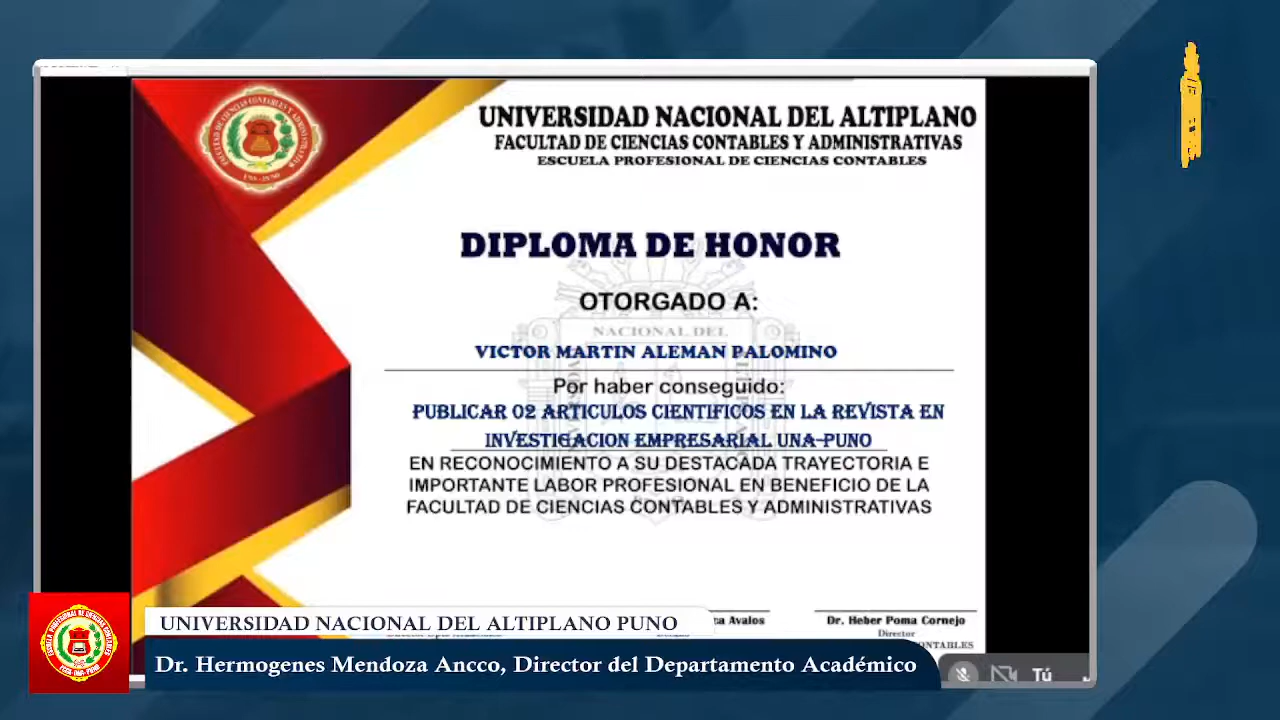 UNIVERSIDAD NACIONAL DEL ALTIPLANO
FACULTAD DE CIENCIAS CONTABLES Y ADMINISTRATIVAS
ESCUELA PROFESIONAL DE CIENCIAS CONTABLES
DIPLOMA DE HONOR
OTORGADO A:
NACIONAL DEL
VICTOR MARTIN ALEMAN PALOMINO
Por haber conseguido:
PUBLICAR 02 ARTICULOS CIENTIFICOS EN LA REVISTA EN
INVESTIGACION EMPRESARIAL UNA-PUNO
EN RECONOCIMIENTO A SU DESTACADA TRAYECTORIA E
IMPORTANTE LABOR PROFESIONAL EN BENEFICIO DE LA
FACULTAD DE CIENCIAS CONTABLES Y ADMINISTRATIVAS
Avalos
Dr. Heber Poma Cornejo
Director
UNIVERSIDAD NACIONAL DEL ALTIPLANO PUNO
Dr. Hermogenes Mendoza Ancco, Director del Departamento Académico
Tú